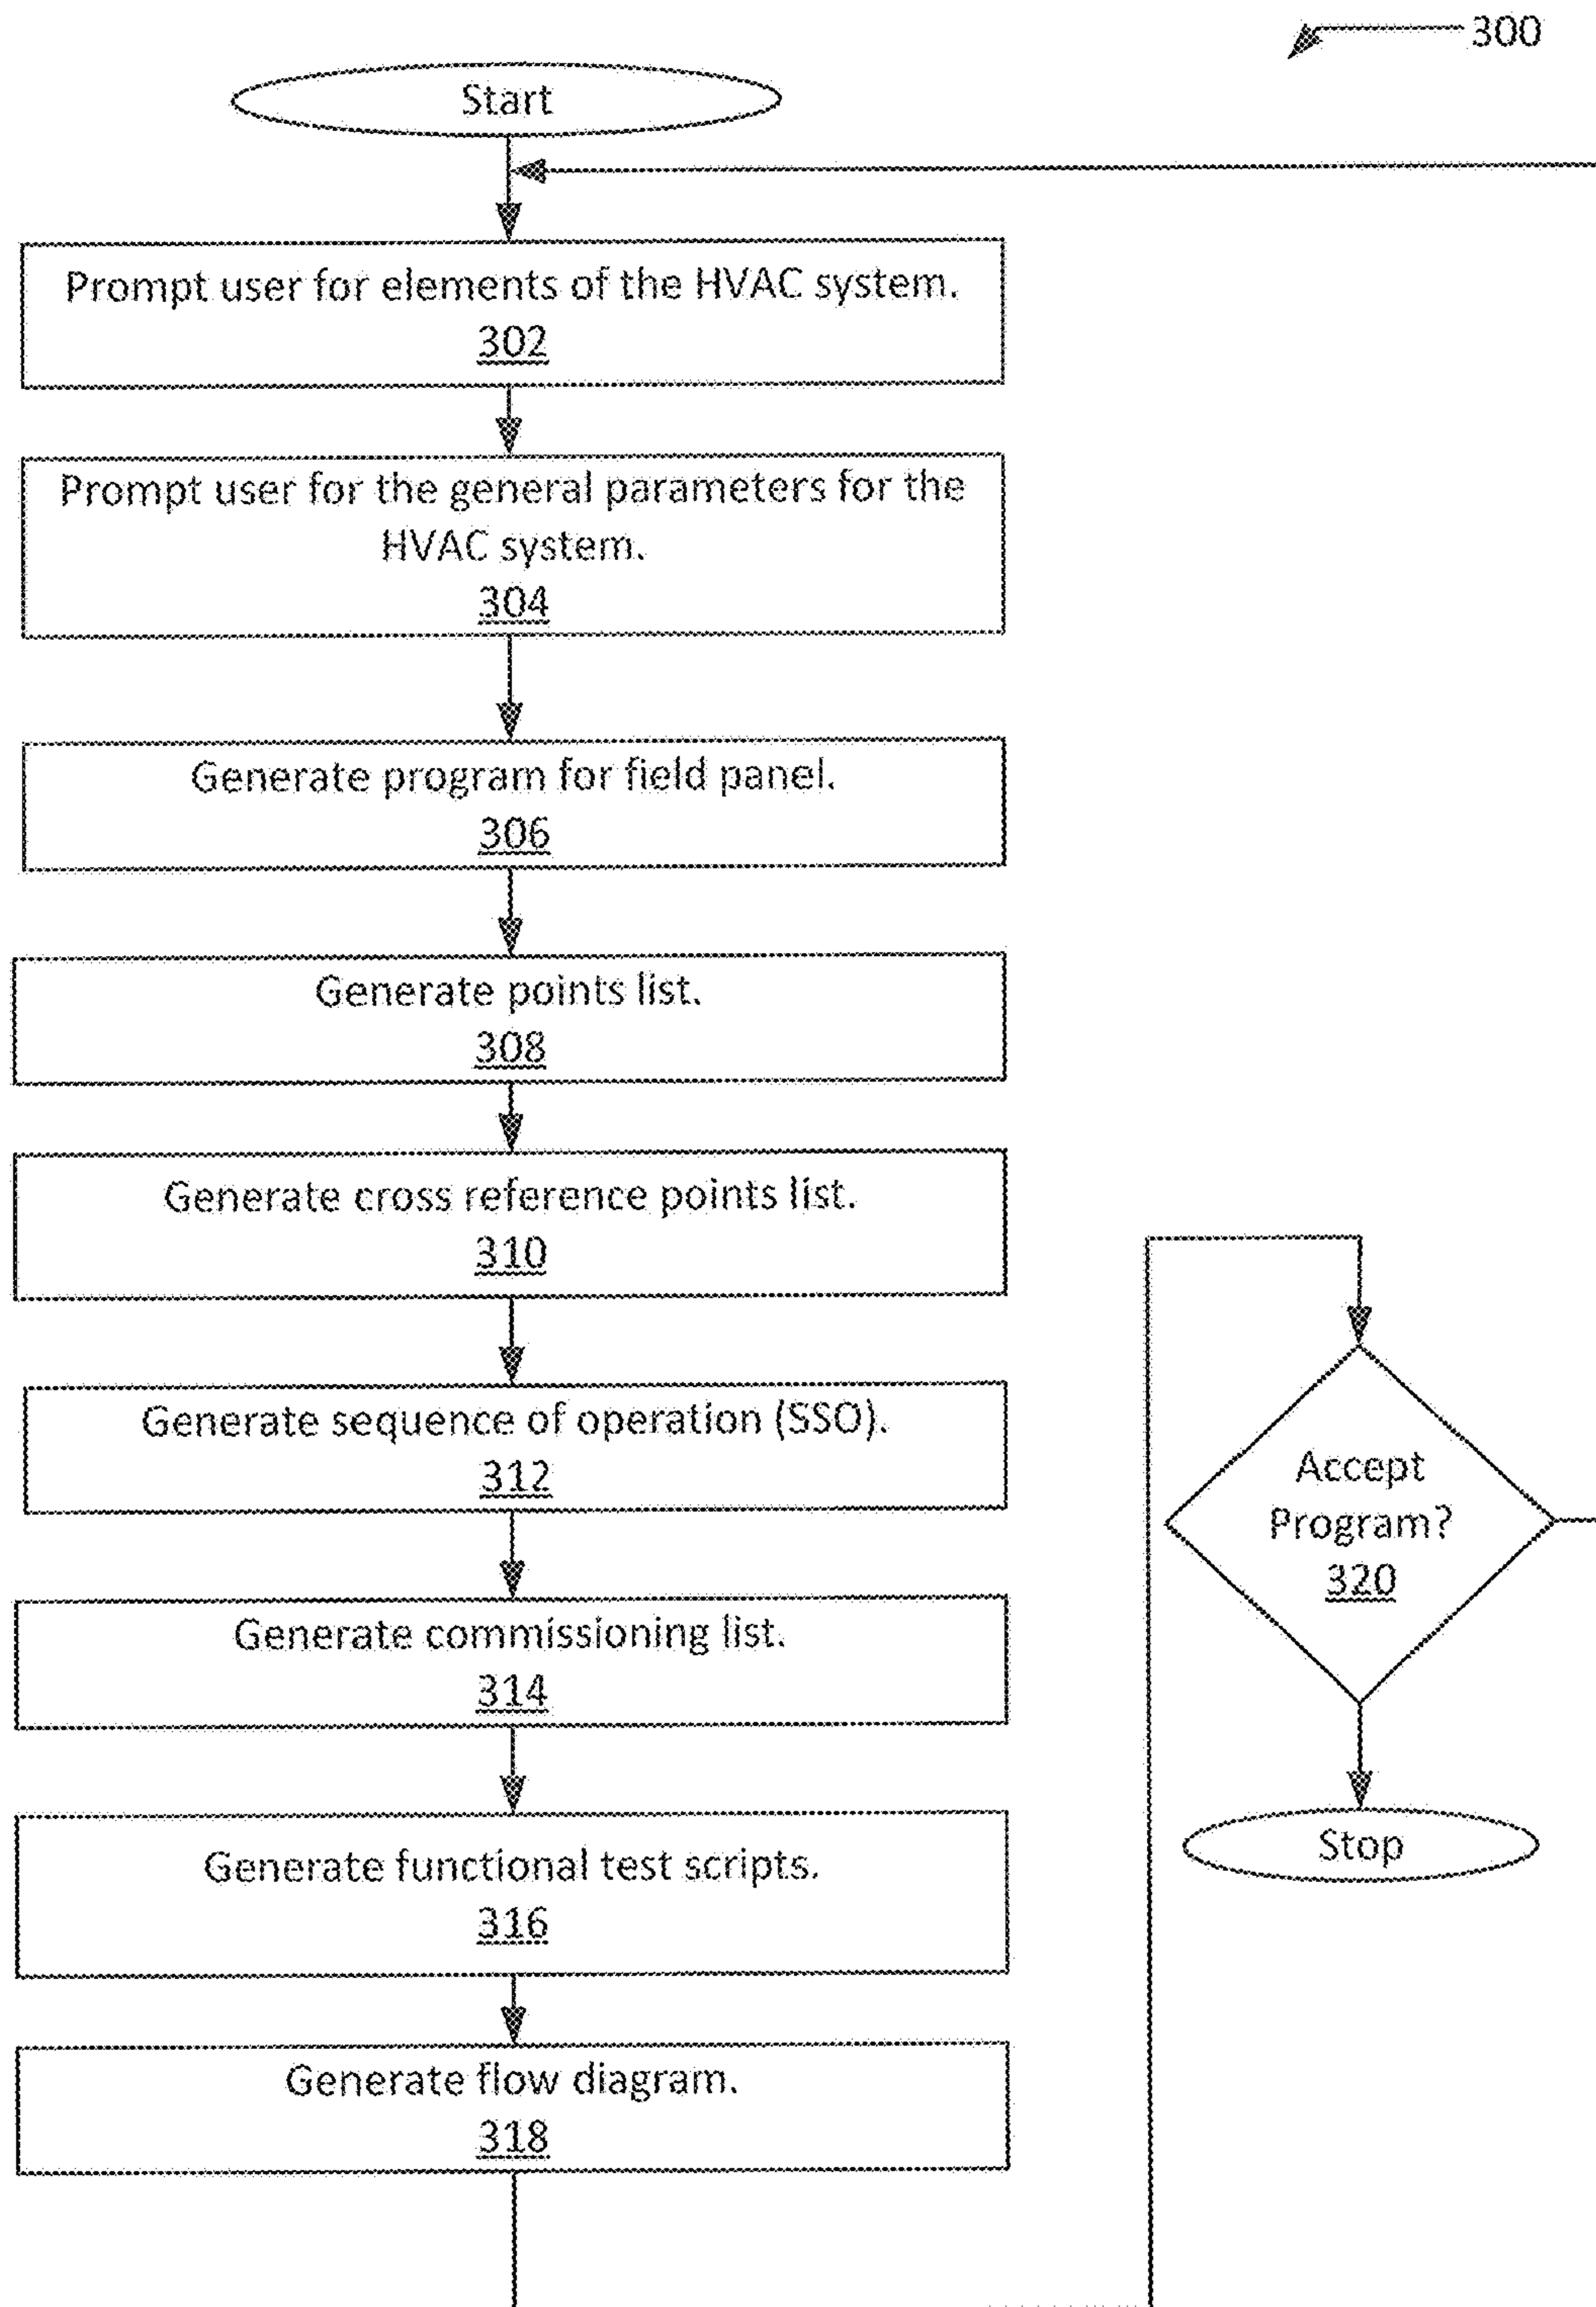 300
Start
Prompt user for elements of the HVAC system.
302
Prompt user for the general parameters for the
HVAC system.
304
Generate program for field panel.
306
Generate points list.
308
Generate cross reference points list.
310
Generate sequence of operation (SSO).
312
Generate commissioning list.
314
Generate functional test scripts.
316
Generate flow diagram.
318
Accept
Program?
320
Stop